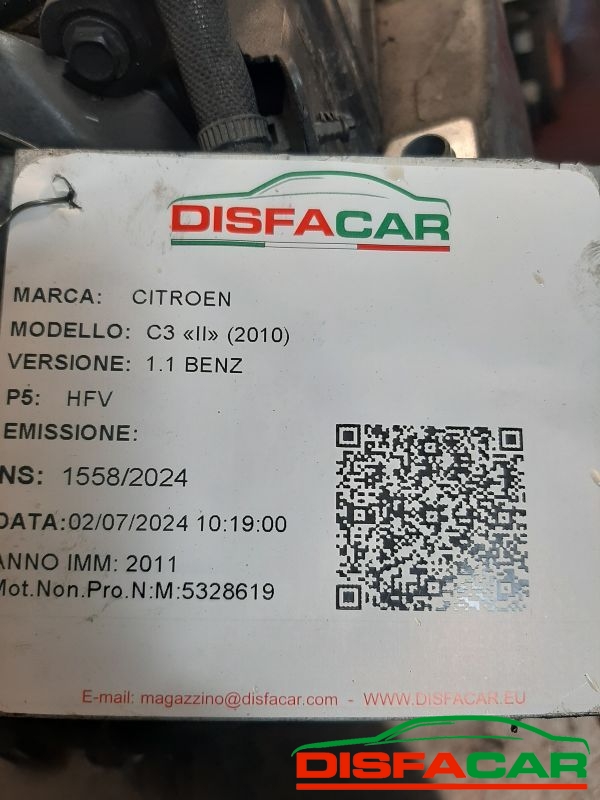 DISFACAR
MARCA: CITROEN
MODELLO: C3 «II» (2010)
VERSIONE: 1.1 BENZ
P5: HFV
EMISSIONE:
NS: 1558/2024
DATA:02/07/2024 10:19:00
ANNO IMM: 2011
Mot.Non.Pro.N:M:5328619
E-mail: magazzino@disfacar.com - WWW.DISFACAR.EU
DISFACAR